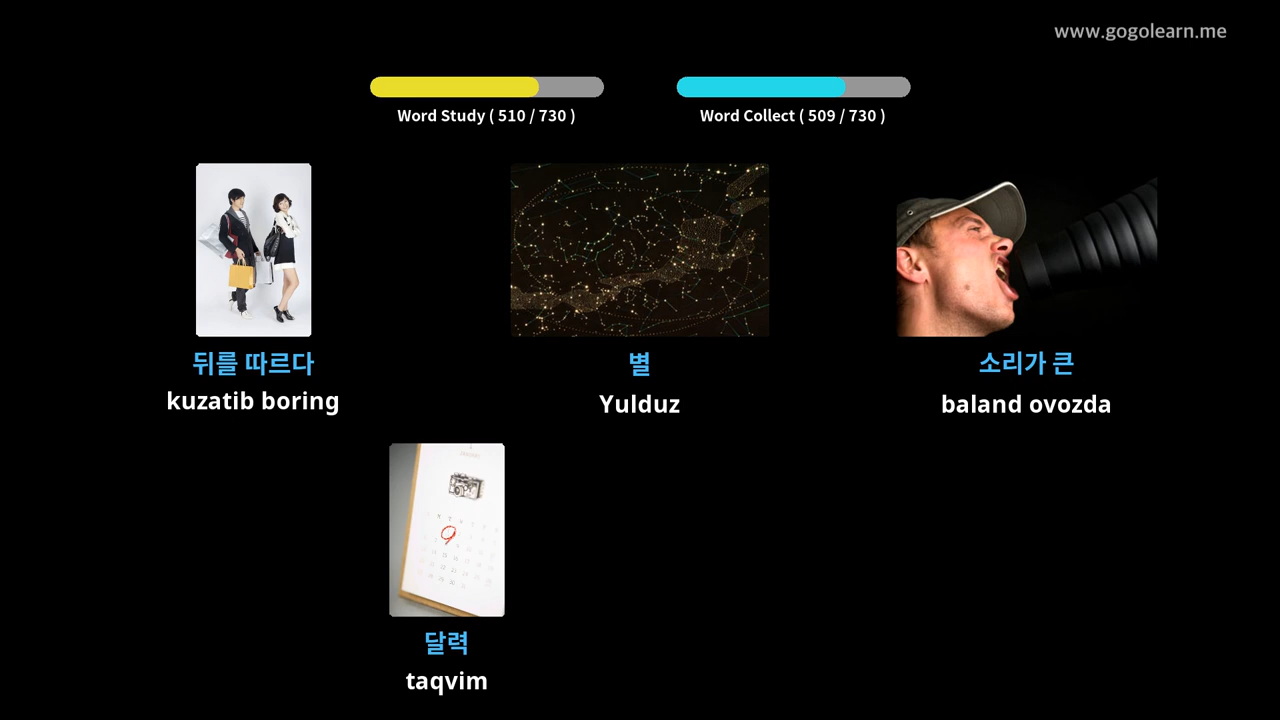 www.gogolearn.me
Word Study ( 510 / 730 )
Word Collect ( 509 / 730 )
뒤를 따르다
kuzatib boring
별
Yulduz
소리가 큰
baland ovozda
달력
taqvim